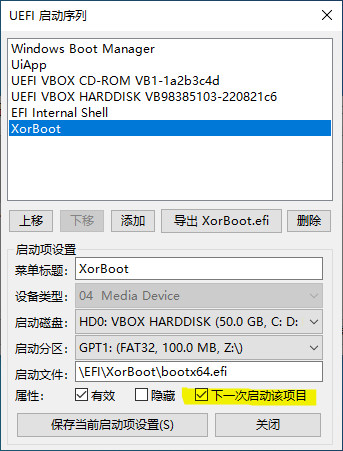 UEFI 启动序列
Windows Boot Manager
UiApp
UEFI VBOX CD-ROM VB1-1a2b3c4d
UEFI VBOX HARDDISK VB98385103-220821c6
EFI Internal Shell
XorBoot
上移 下移 添加 导出 XorBoot.efi 删除
启动项设置
菜单标题: XorBoot
设备类型: 04 Media Device
启动磁盘: HD0: VBOX HARDDISK (50.0 GB, C: D:
启动分区: GPT1: (FAT32, 100.0 MB, Z:\)
启动文件: \EFI\XorBoot\bootx64.efi
属性: 有效 隐藏 下一次启动该项目
保存当前启动项设置(S) 关闭